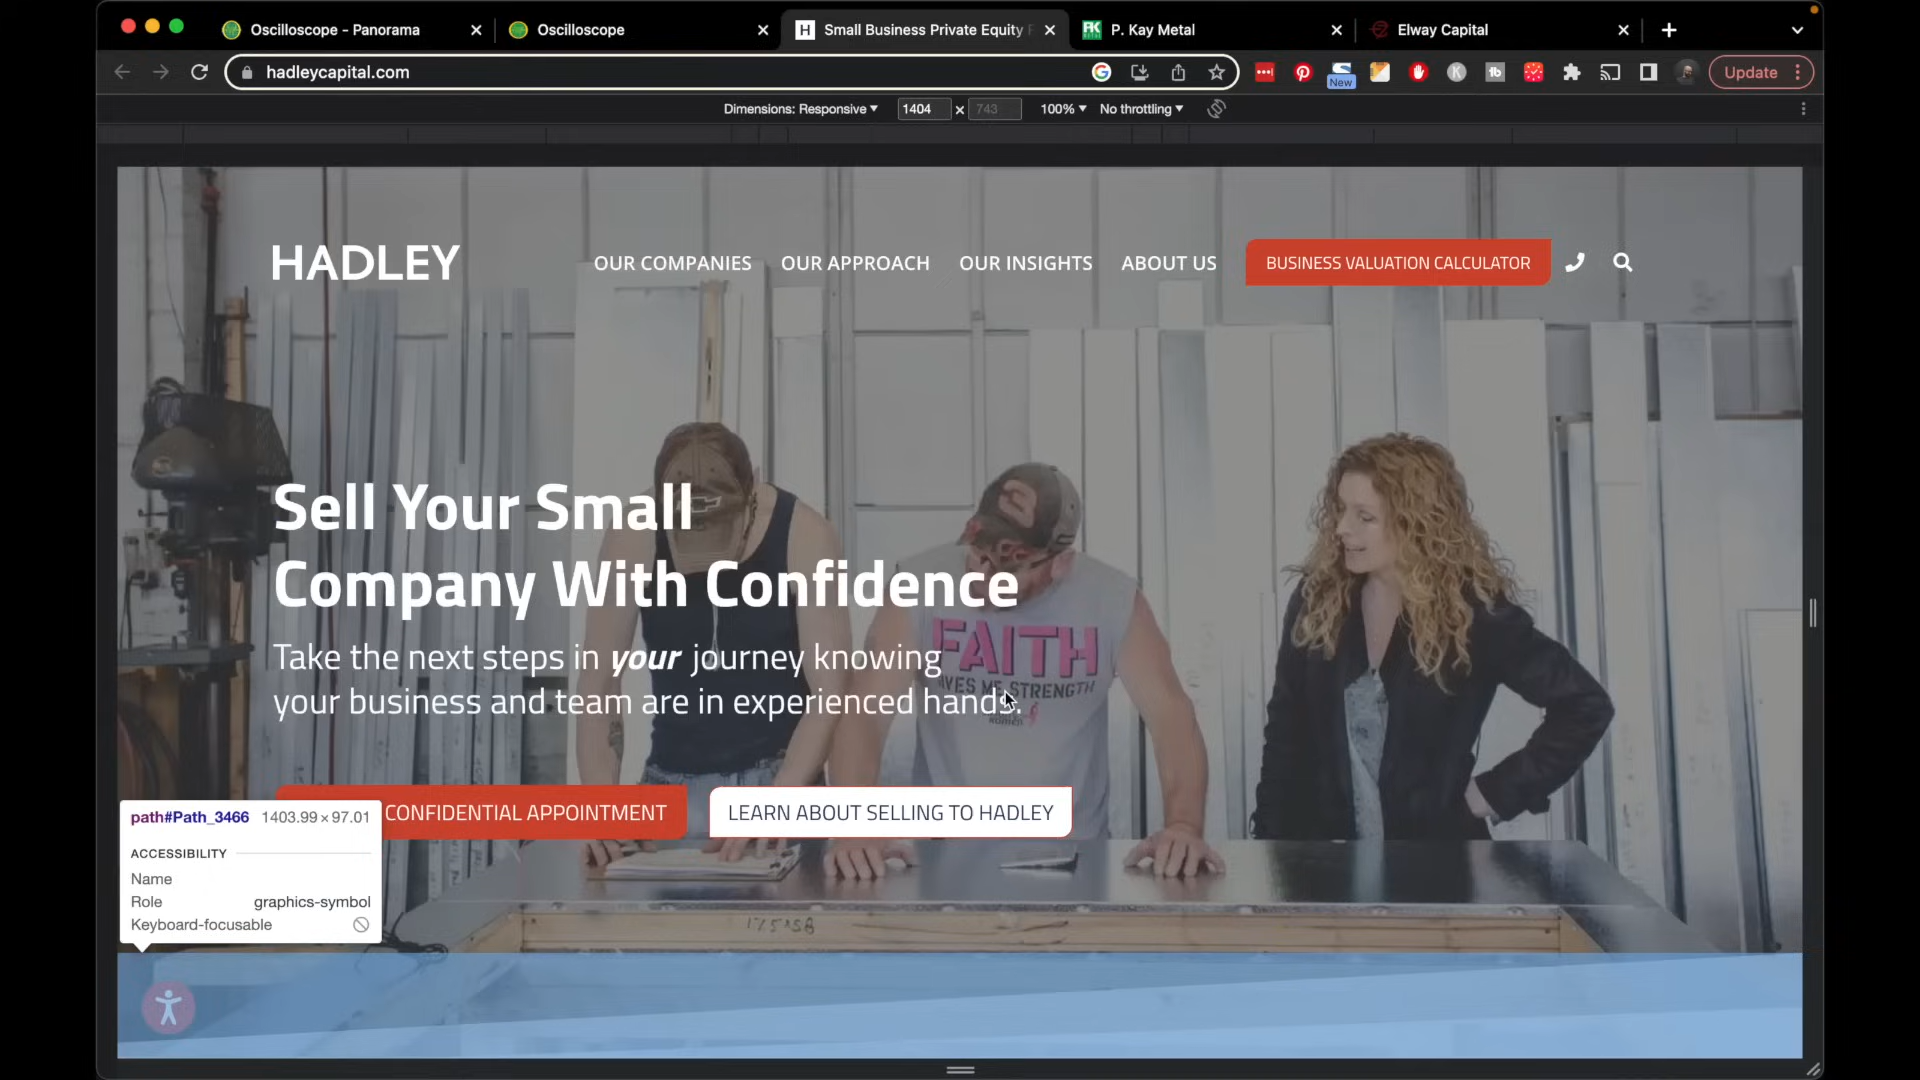 Oscilloscope - Panorama
Oscilloscope
H Small Business Private Equity F
P. Kay Metal
Elway Capital
hadleycapital.com
New
Update
Dimensions: Responsive
1404 x 743
100%
No throttling
HADLEY
OUR COMPANIES
OUR APPROACH
OUR INSIGHTS
ABOUT US
BUSINESS VALUATION CALCULATOR
Sell Your Small
Company With Confidence
Take the next steps in your journey knowing
your business and team are in experienced hands.
FAITH
STRENGTH
women
CONFIDENTIAL APPOINTMENT
LEARN ABOUT SELLING TO HADLEY
path#Path_3466 1403.99×97.01
ACCESSIBILITY
Name
Role graphics-symbol
Keyboard-focusable